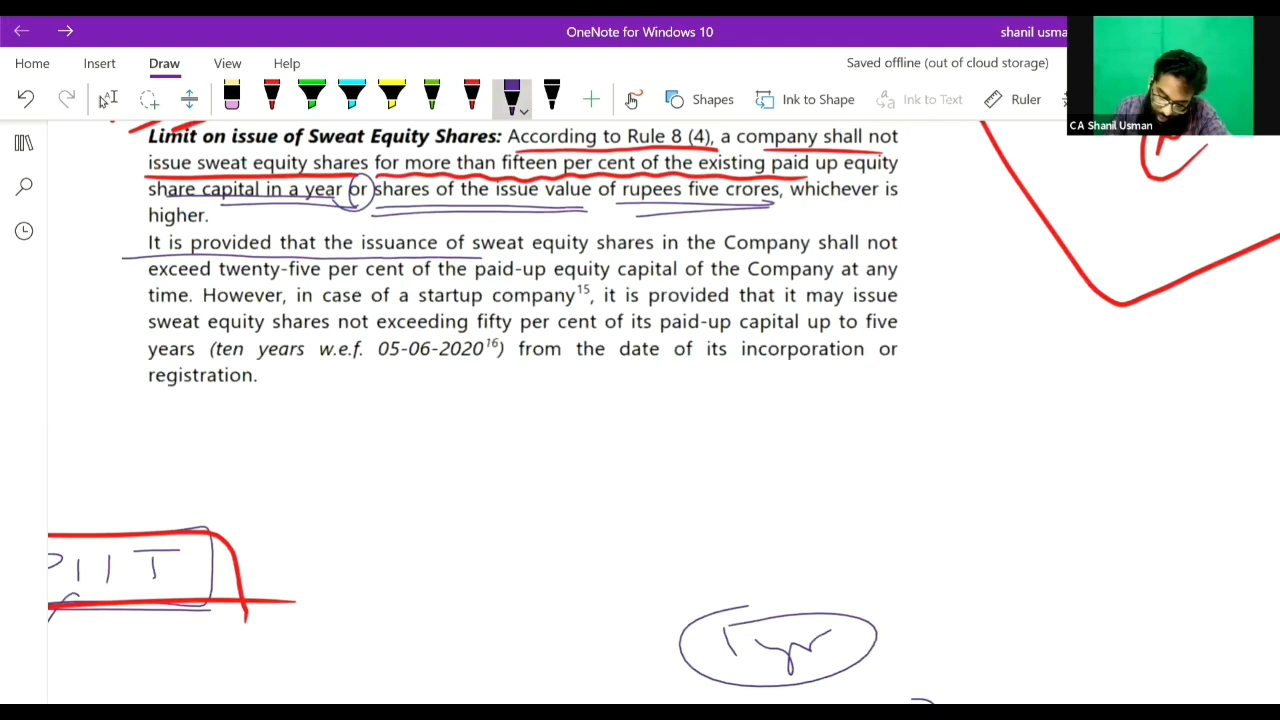 OneNote for Windows 10
shanil usma
Home Insert Draw View Help
Saved offline (out of cloud storage)
Shapes Ink to Shape Ink to Text Ruler
CA Shanil Usman
Limit on issue of Sweat Equity Shares: According to Rule 8 (4), a company shall not
issue sweat equity shares for more than fifteen per cent of the existing paid up equity
share capital in a year or shares of the issue value of rupees five crores, whichever is
higher.
It is provided that the issuance of sweat equity shares in the Company shall not
exceed twenty-five per cent of the paid-up equity capital of the Company at any
time. However, in case of a startup company15, it is provided that it may issue
sweat equity shares not exceeding fifty per cent of its paid-up capital up to five
years (ten years w.e.f. 05-06-202016) from the date of its incorporation or
registration.
PIIT
1 yr